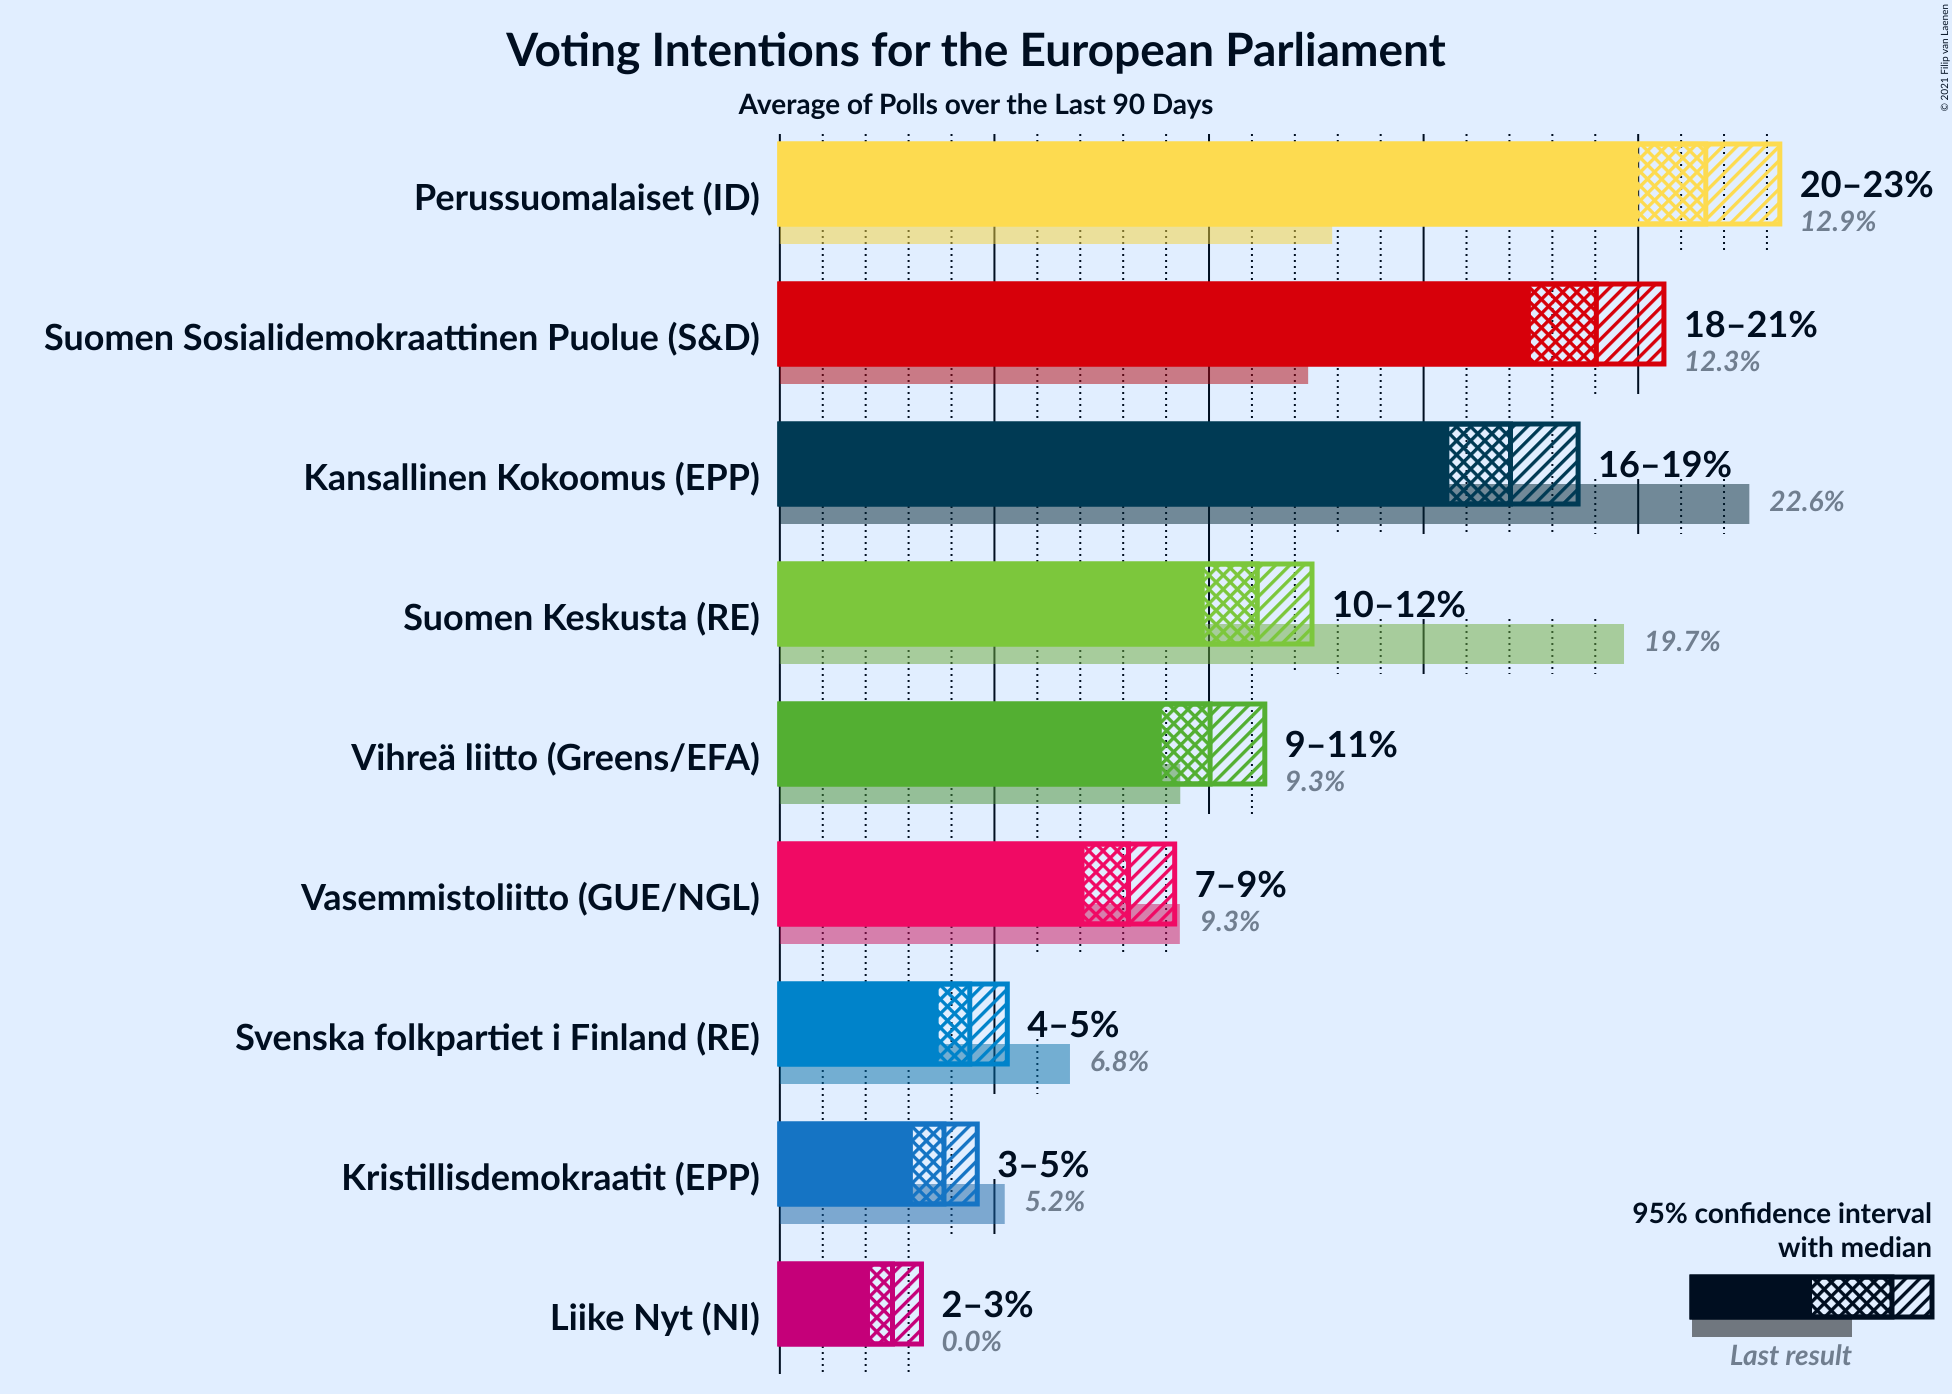 Voting Intentions for the European Parliament
Average of Polls over the Last 90 Days
© 2021 Filip van Laenen
Perussuomalaiset (ID)
20–23%
12.9%
Suomen Sosialidemokraattinen Puolue (S&D)
18–21%
12.3%
Kansallinen Kokoomus (EPP)
16–19%
22.6%
Suomen Keskusta (RE)
10–12%
19.7%
Vihreä liitto (Greens/EFA)
9–11%
9.3%
Vasemmistoliitto (GUE/NGL)
7–9%
9.3%
Svenska folkpartiet i Finland (RE)
4–5%
6.8%
Kristillisdemokraatit (EPP)
3–5%
5.2%
Liike Nyt (NI)
2–3%
0.0%
95% confidence interval
with median
Last result